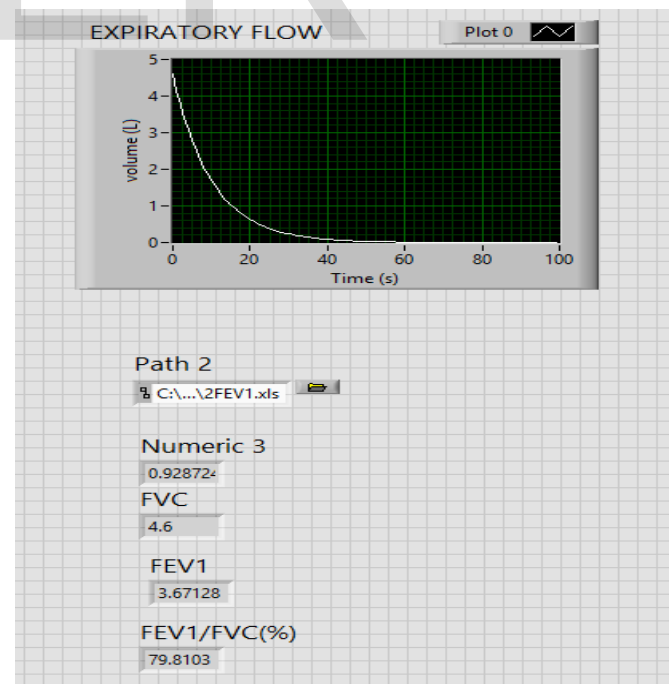 EXPIRATORY FLOW
Plot 0
5
4
3
2
1
0
volume (L)
0 20 40 60 80 100
Time (s)
Path 2
C:\...\2FEV1.xls
Numeric 3
0.928724
FVC
4.6
FEV1
3.67128
FEV1/FVC(%)
79.8103